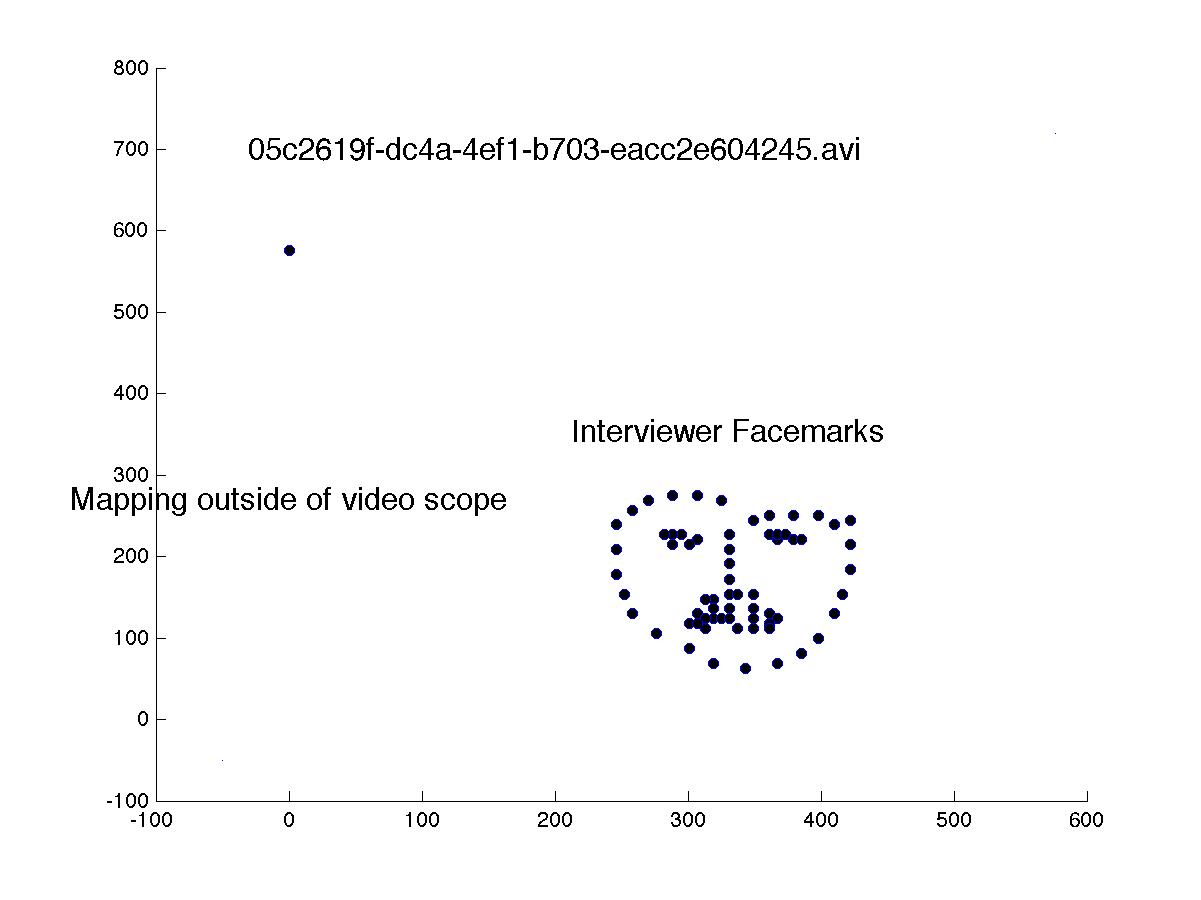 800
700
05c2619f-dc4a-4ef1-b703-eacc2e604245.avi
600
500
400
Interviewer Facemarks
300
Mapping outside of video scope
200
100
0
-100
-100 0 100 200 300 400 500 600